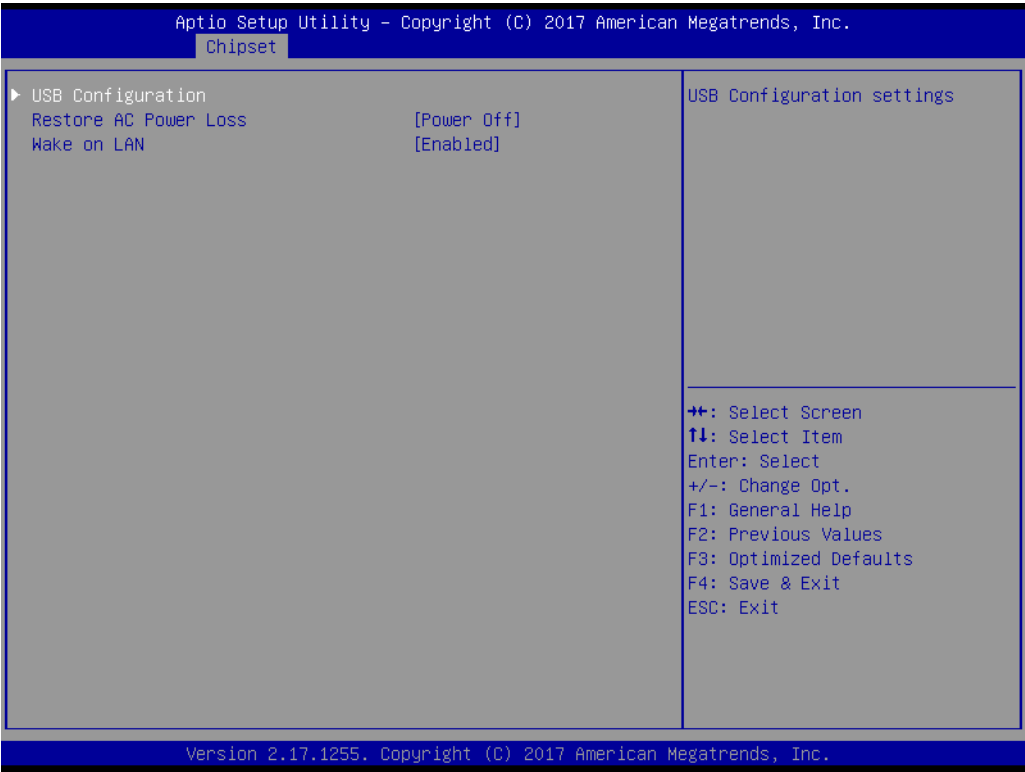 Aptio Setup Utility – Copyright (C) 2017 American Megatrends, Inc.
Chipset
▶ USB Configuration
Restore AC Power Loss [Power Off]
Wake on LAN [Enabled]
USB Configuration settings
→←: Select Screen
↑↓: Select Item
Enter: Select
+/-: Change Opt.
F1: General Help
F2: Previous Values
F3: Optimized Defaults
F4: Save & Exit
ESC: Exit
Version 2.17.1255. Copyright (C) 2017 American Megatrends, Inc.